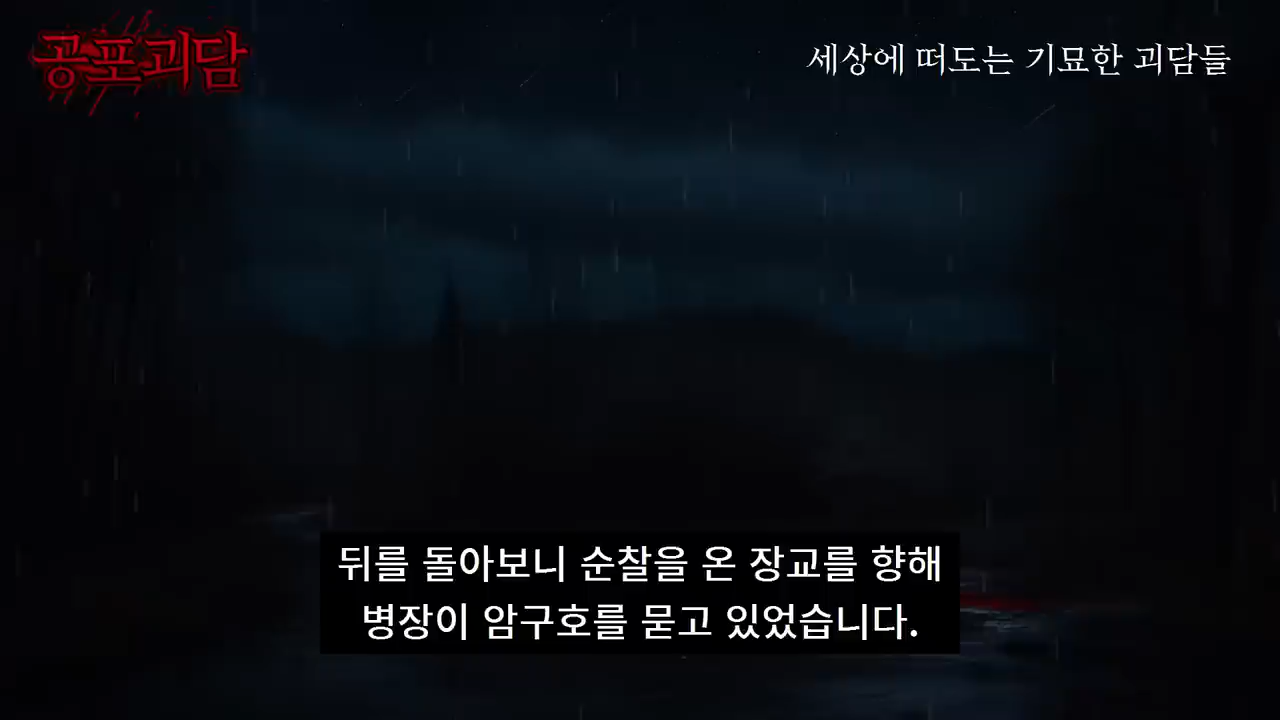 공포괴담
세상에 떠도는 기묘한 괴담들
뒤를 돌아보니 순찰을 온 장교를 향해
병장이 암구호를 묻고 있었습니다.